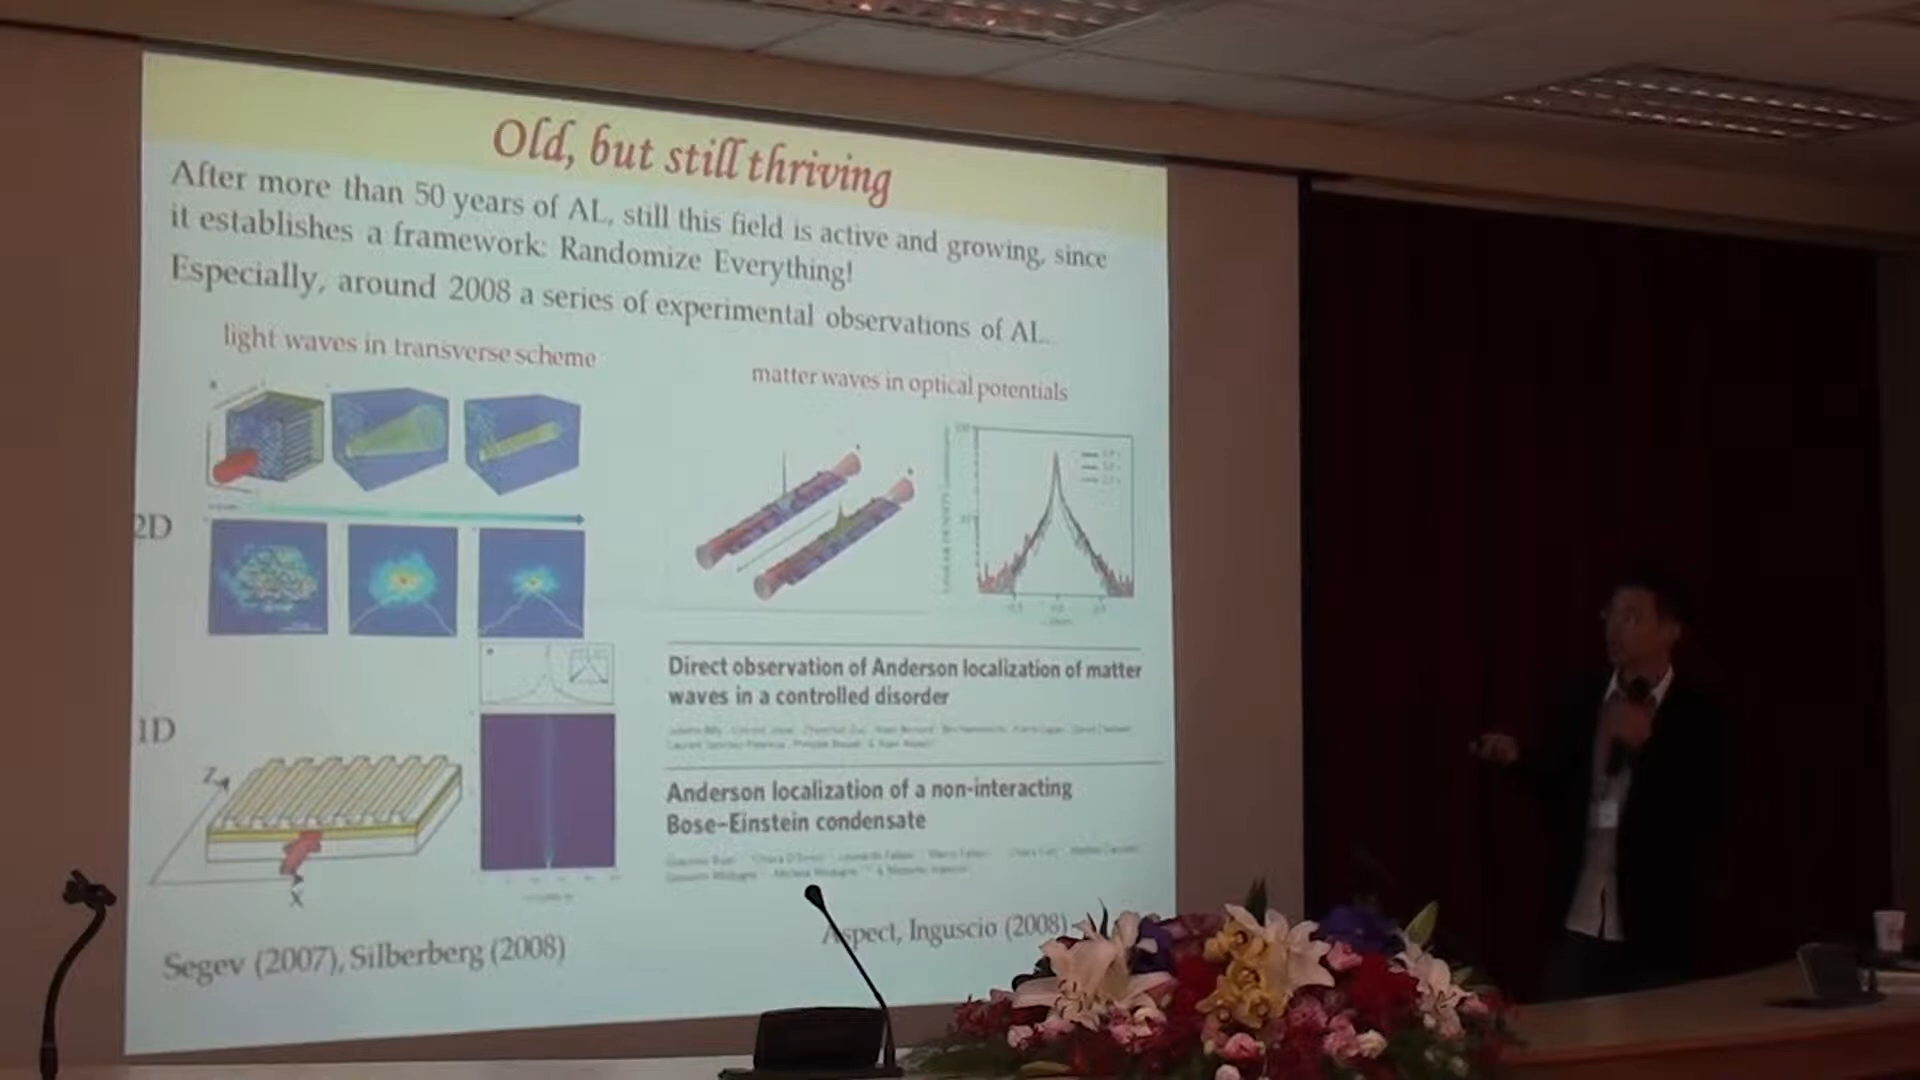 Old, but still thriving
After more than 50 years of AL, still this field is active and growing, since
it establishes a framework: Randomize Everything!
Especially, around 2008 a series of experimental observations of AL.
light waves in transverse scheme
matter waves in optical potentials
2D
Direct observation of Anderson localization of matter
waves in a controlled disorder
1D
Z
Anderson localization of a non-interacting
Bose–Einstein condensate
X
Aspect, Inguscio (2008)
Segev (2007), Silberberg (2008)